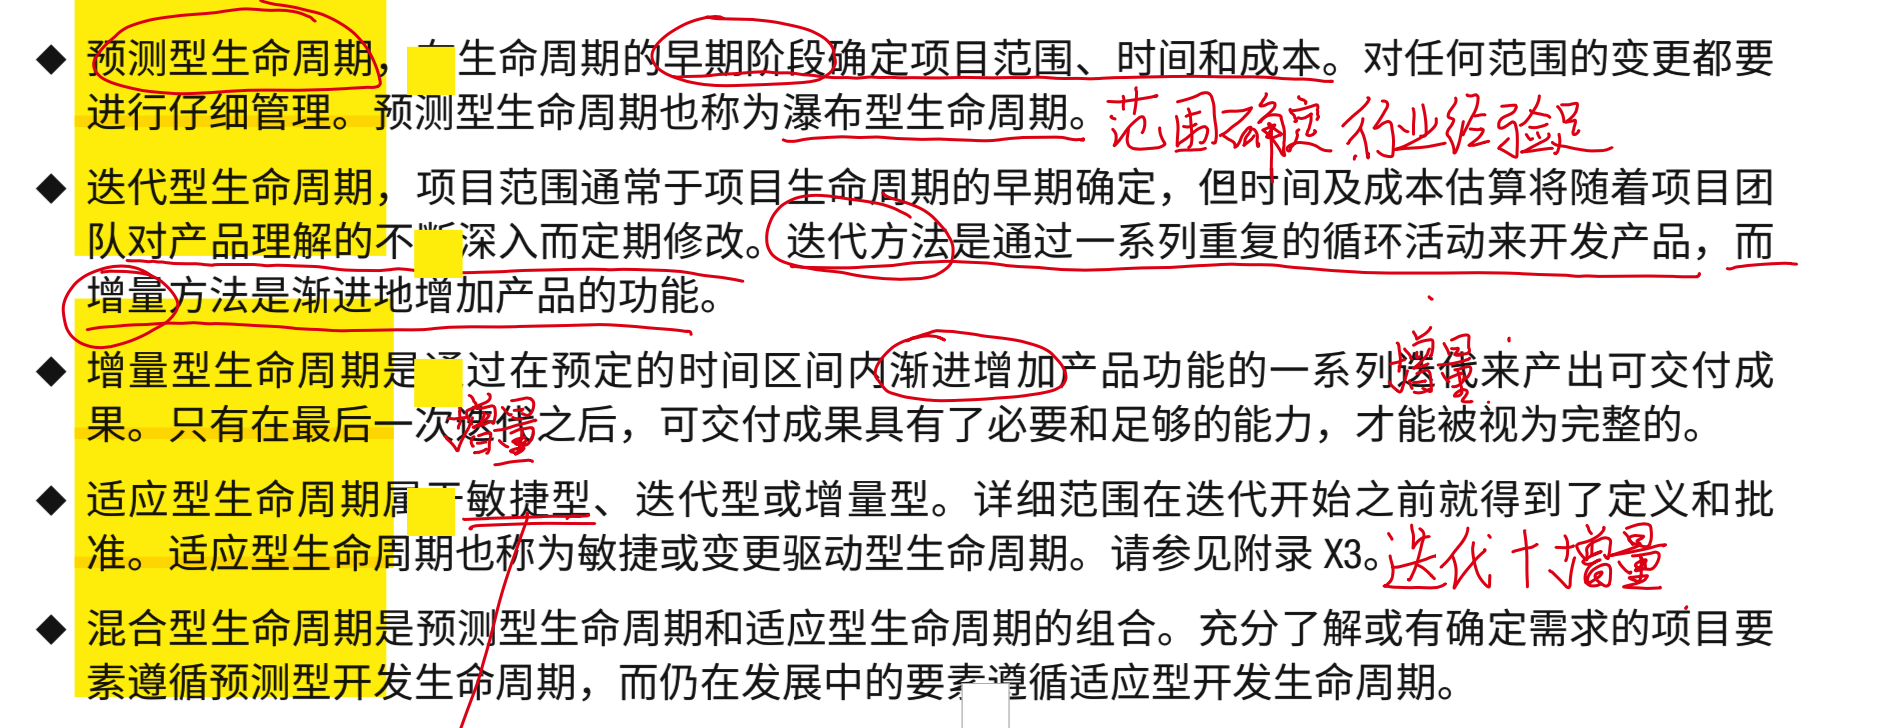 ◆ 预测型生命周期，在生命周期的早期阶段确定项目范围、时间和成本。对任何范围的变更都要
进行仔细管理。预测型生命周期也称为瀑布型生命周期。 范围确定 行业经验足
◆ 迭代型生命周期，项目范围通常于项目生命周期的早期确定，但时间及成本估算将随着项目团
队对产品理解的不断深入而定期修改。迭代方法是通过一系列重复的循环活动来开发产品，而
增量方法是渐进地增加产品的功能。
增量
◆ 增量型生命周期是通过在预定的时间区间内渐进增加产品功能的一系列迭代来产出可交付成
果。只有在最后一次迭代之后，可交付成果具有了必要和足够的能力，才能被视为完整的。
增量
◆ 适应型生命周期属于敏捷型、迭代型或增量型。详细范围在迭代开始之前就得到了定义和批
准。适应型生命周期也称为敏捷或变更驱动型生命周期。请参见附录 X3。 迭代+增量
◆ 混合型生命周期是预测型生命周期和适应型生命周期的组合。充分了解或有确定需求的项目要
素遵循预测型开发生命周期，而仍在发展中的要素遵循适应型开发生命周期。